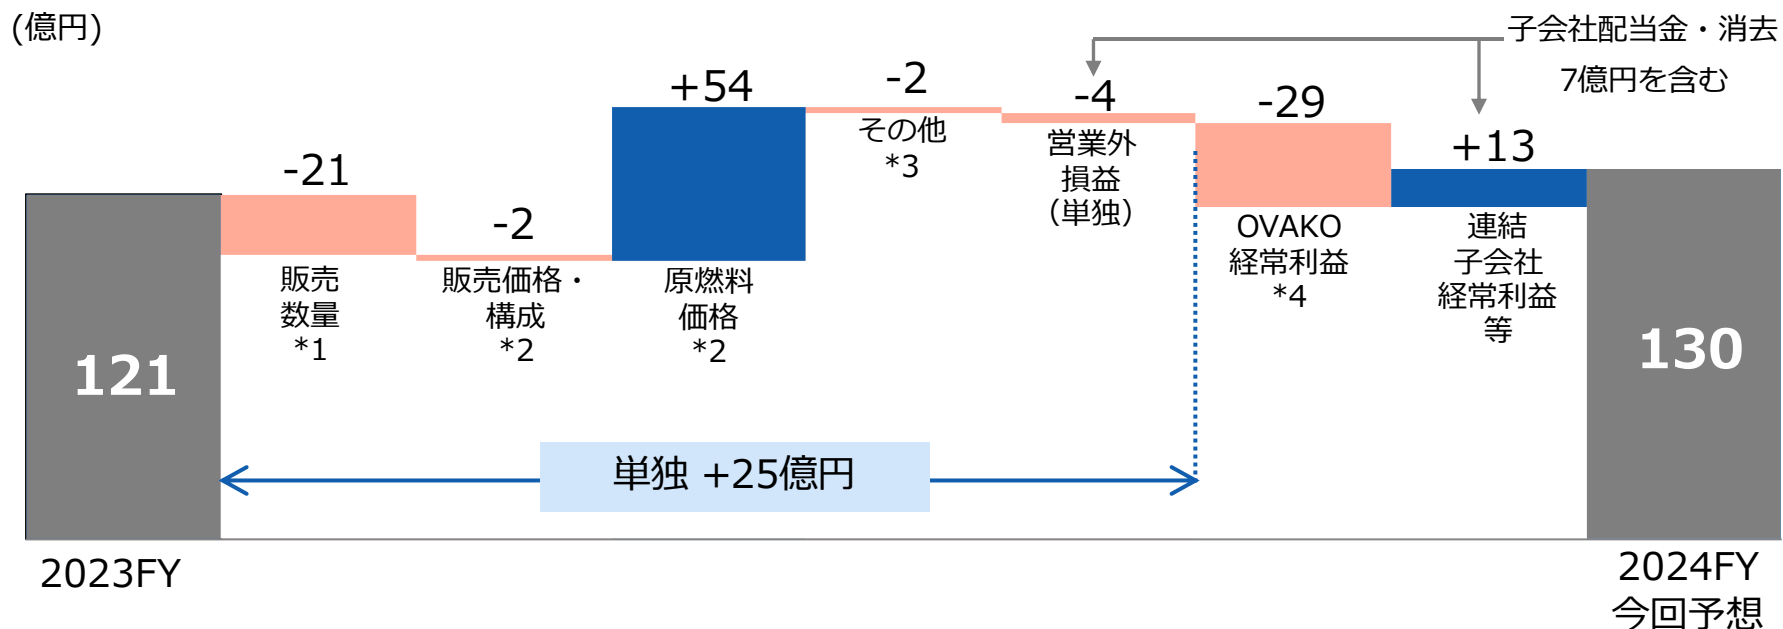 (億円)
子会社配当金・消去
7億円を含む
+54
-2
-4
-29
+13
-21
-2
その他
*3
営業外
損益
（単独）
OVAKO
経常利益
*4
連結
子会社
経常利益
等
販売
数量
*1
販売価格・
構成
*2
原燃料
価格
*2
121
130
単独 +25億円
2023FY
2024FY
今回予想